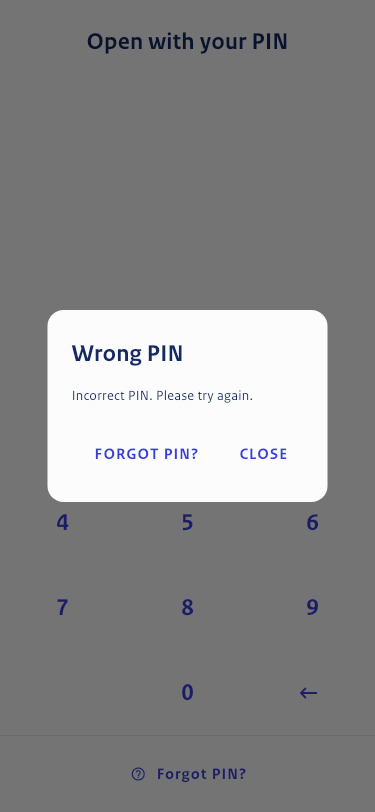 Open with your PIN
Wrong PIN
Incorrect PIN. Please try again.
FORGOT PIN? CLOSE
4 5 6
7 8 9
0 ←
Forgot PIN?